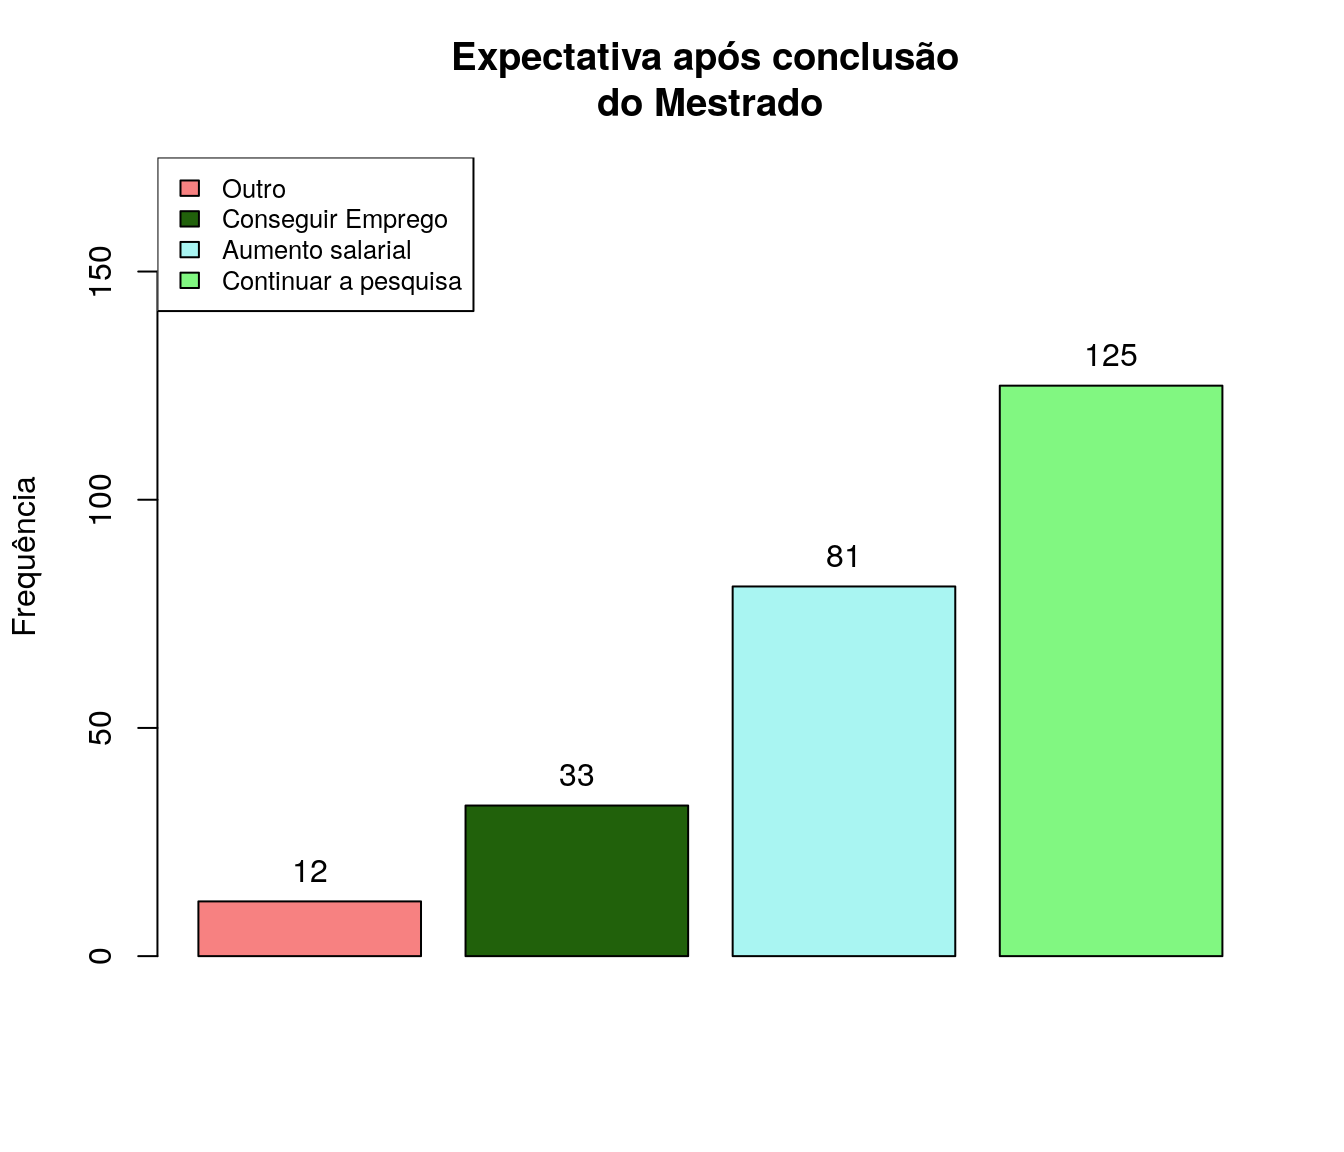 Expectativa após conclusão
do Mestrado
Outro
Conseguir Emprego
Aumento salarial
Continuar a pesquisa
Frequência
150
100
50
0
12
33
81
125